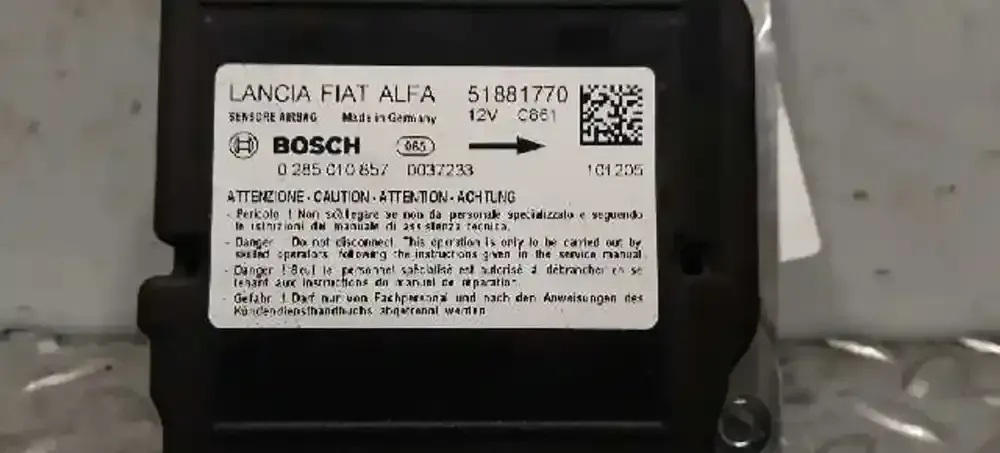 LANCIA FIAT ALFA 51881770
SENSORE AIRBAG Made in Germany 12V C861
BOSCH 065
0 285 010 857 0037233 101205
ATTENZIONE - CAUTION - ATTENTION - ACHTUNG
- Pericolo ! Non scollegare se non da personale specializzato e seguendo
le istruzioni del manuale di assistenza tecnica.
- Danger Do not disconnect. This operation is only to be carried out by
skilled operators, following the instructions given in the service manual
- Danger ! Seul le personnel spécialisé est autorisé à débrancher en se
tenant aux instructions du manuel de réparation.
- Gefahr ! Darf nur von Fachpersonal und nach den Anweisungen des
Kundendiensthandbuchs abgetrennt werden